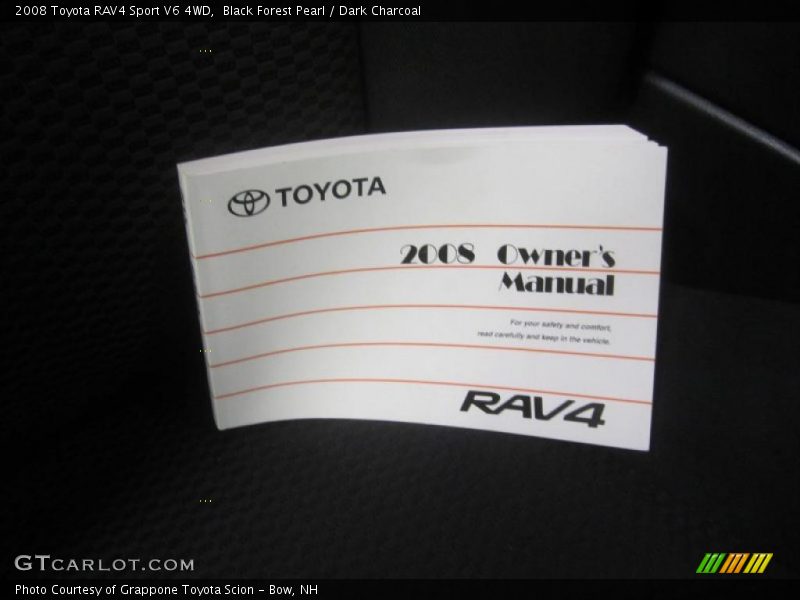 2008 Toyota RAV4 Sport V6 4WD,  Black Forest Pearl / Dark Charcoal
...
TOYOTA
...
2008 Owner's
Manual
For your safety and comfort,
read carefully and keep in the vehicle.
...
RAV4
...
GTCARLOT.COM
Photo Courtesy of Grappone Toyota Scion – Bow, NH